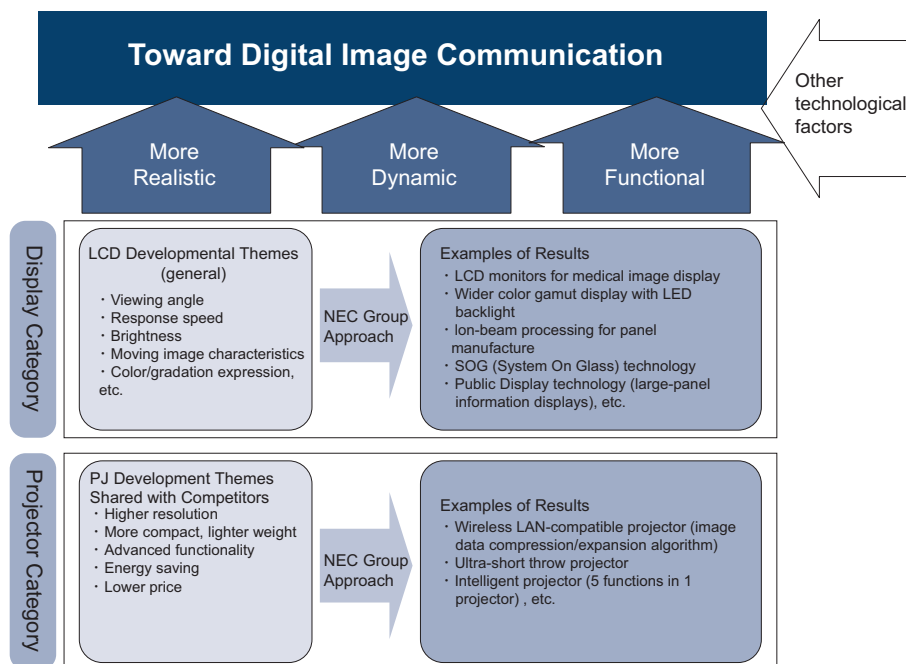 Toward Digital Image Communication
Other
technological
factors
More
Realistic
More
Dynamic
More
Functional
Display Category
LCD Developmental Themes
(general)
・Viewing angle
・Response speed
・Brightness
・Moving image characteristics
・Color/gradation expression,
etc.
NEC Group
Approach
Examples of Results
・LCD monitors for medical image display
・Wider color gamut display with LED
backlight
・Ion-beam processing for panel
manufacture
・SOG (System On Glass) technology
・Public Display technology (large-panel
information displays), etc.
Projector Category
PJ Development Themes
Shared with Competitors
・Higher resolution
・More compact, lighter weight
・Advanced functionality
・Energy saving
・Lower price
NEC Group
Approach
Examples of Results
・Wireless LAN-compatible projector (image
data compression/expansion algorithm)
・Ultra-short throw projector
・Intelligent projector (5 functions in 1
projector) , etc.